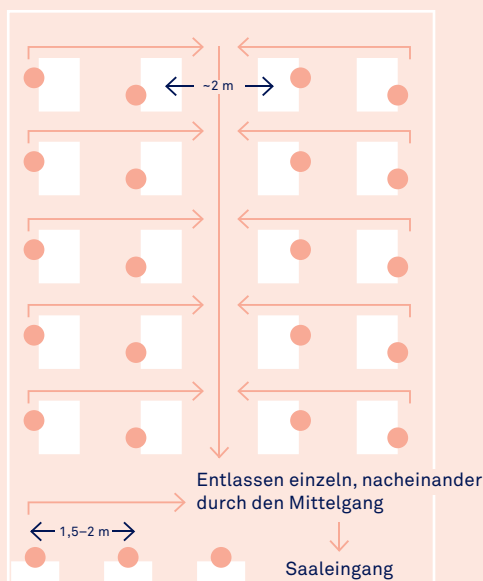 ~2 m
Entlassen einzeln, nacheinander
durch den Mittelgang
1,5–2 m
Saaleingang